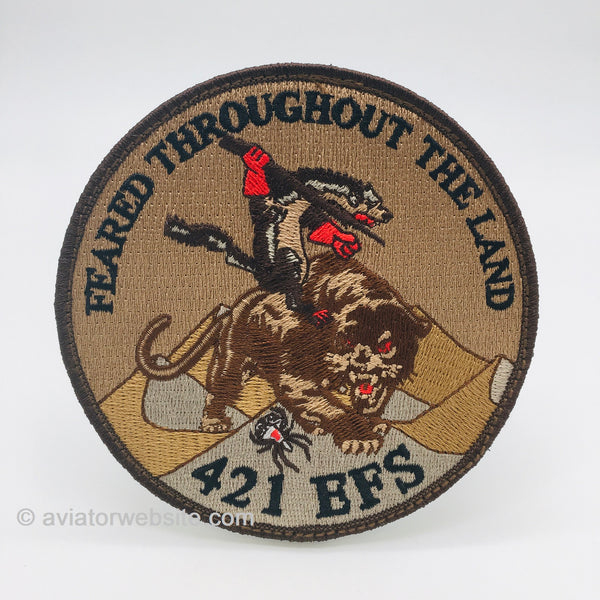 FEARED THROUGHOUT THE LAND
421 EFS
© aviatorwebsite.com